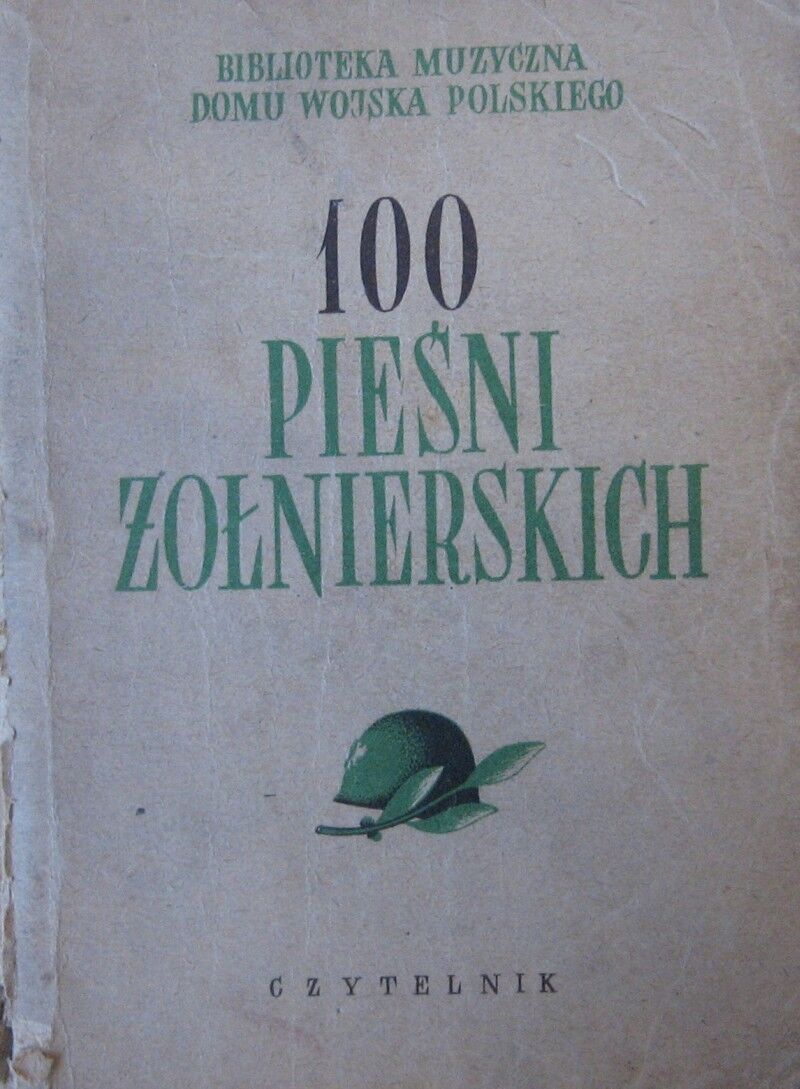 BIBLIOTEKA MUZYCZNA
DOMU WOJSKA POLSKIEGO
100
PIEŚNI
ŻOŁNIERSKICH
CZYTELNIK